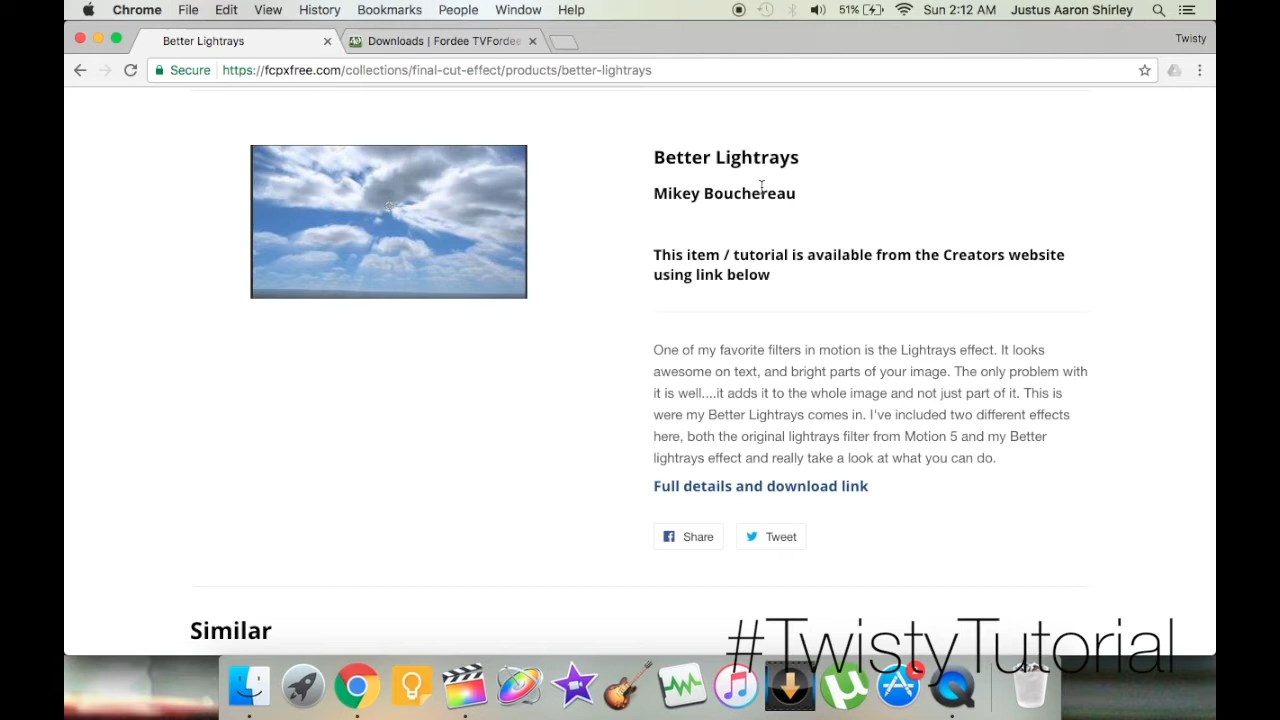 Chrome File Edit View History Bookmarks People Window Help 51% Sun 2:12 AM Justus Aaron Shirley
Better Lightrays Downloads | Fordee TVFordee Twisty
Secure https://fcpxfree.com/collections/final-cut-effect/products/better-lightrays
Better Lightrays
Mikey Bouchereau
This item / tutorial is available from the Creators website
using link below
One of my favorite filters in motion is the Lightrays effect. It looks
awesome on text, and bright parts of your image. The only problem with
it is well....it adds it to the whole image and not just part of it. This is
were my Better Lightrays comes in. I've included two different effects
here, both the original lightrays filter from Motion 5 and my Better
lightrays effect and really take a look at what you can do.
Full details and download link
Share Tweet
Similar
#TwistyTutorial